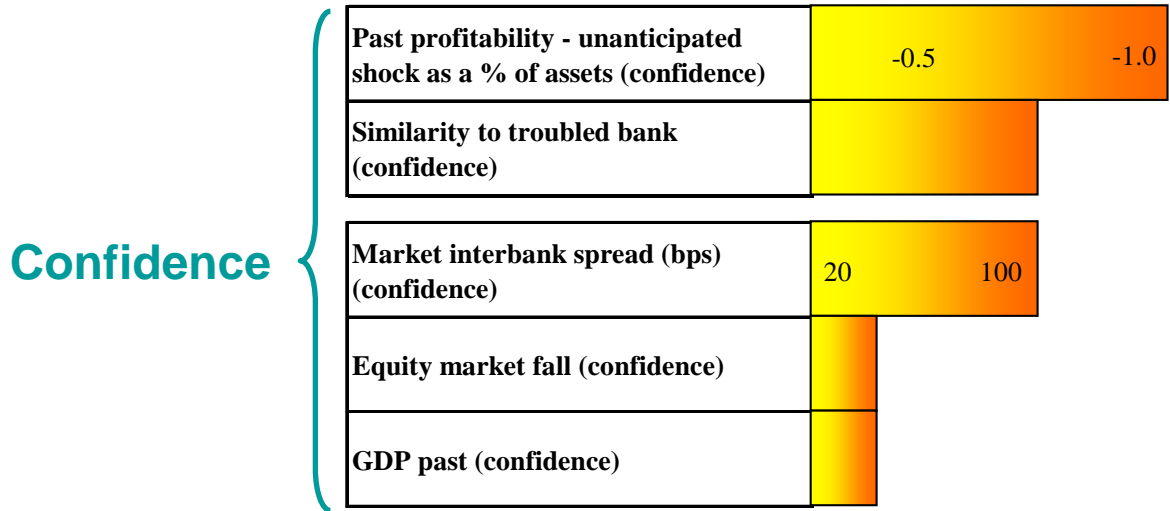 Past profitability - unanticipated
shock as a % of assets (confidence)
-0.5
-1.0
Similarity to troubled bank
(confidence)
Confidence
Market interbank spread (bps)
(confidence)
20
100
Equity market fall (confidence)
GDP past (confidence)